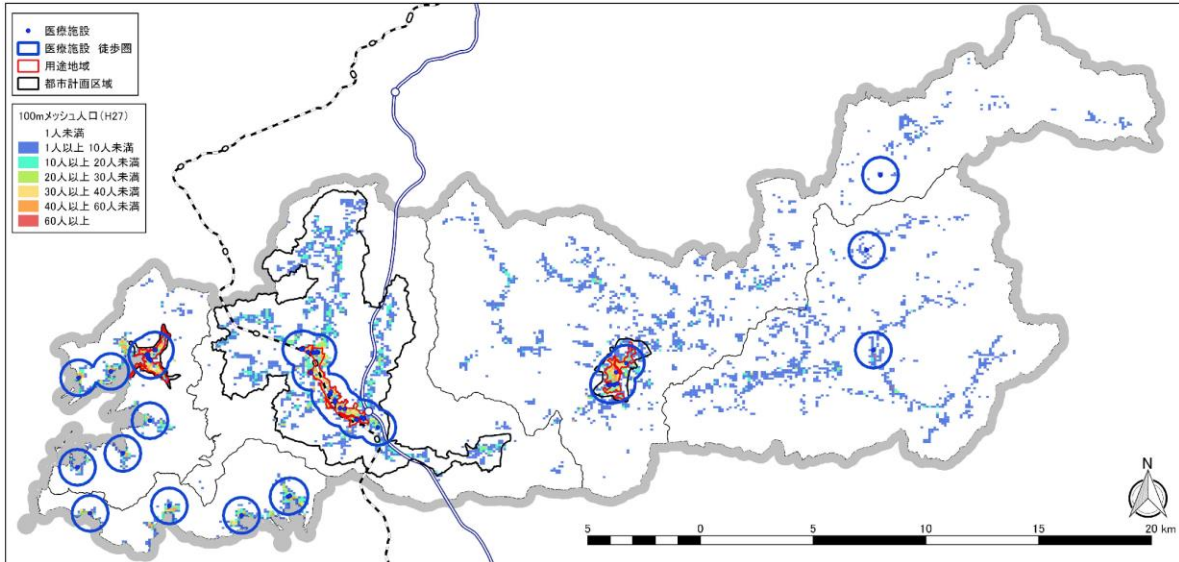 医療施設
医療施設 徒歩圏
用途地域
都市計画区域
100mメッシュ人口(H27)
1人未満
1人以上 10人未満
10人以上 20人未満
20人以上 30人未満
30人以上 40人未満
40人以上 60人未満
60人以上
N
5 0 5 10 15 20 km